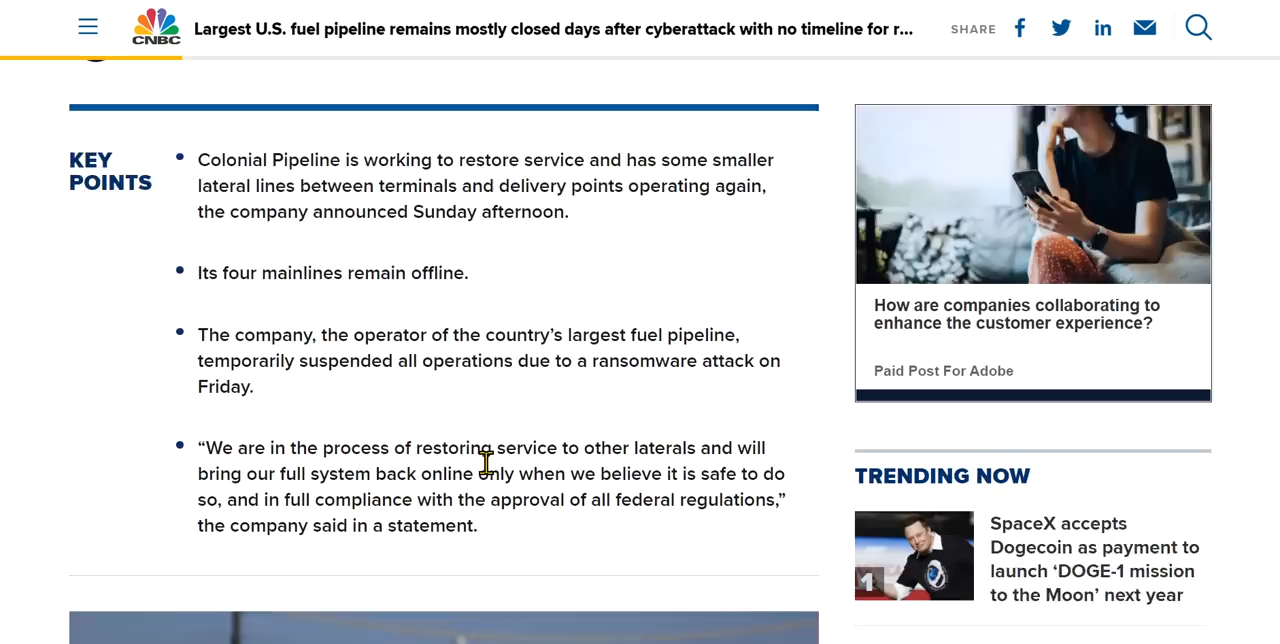 CNBC
Largest U.S. fuel pipeline remains mostly closed days after cyberattack with no timeline for r...
SHARE
KEY
POINTS
Colonial Pipeline is working to restore service and has some smaller
lateral lines between terminals and delivery points operating again,
the company announced Sunday afternoon.
Its four mainlines remain offline.
The company, the operator of the country’s largest fuel pipeline,
temporarily suspended all operations due to a ransomware attack on
Friday.
“We are in the process of restoring service to other laterals and will
bring our full system back online only when we believe it is safe to do
so, and in full compliance with the approval of all federal regulations,”
the company said in a statement.
How are companies collaborating to
enhance the customer experience?
Paid Post For Adobe
TRENDING NOW
1
SpaceX accepts
Dogecoin as payment to
launch ‘DOGE-1 mission
to the Moon’ next year